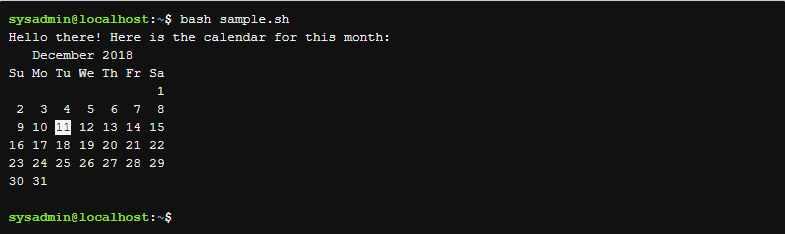 sysadmin@localhost:~$ bash sample.sh
Hello there! Here is the calendar for this month:
   December 2018
Su Mo Tu We Th Fr Sa
                   1
 2  3  4  5  6  7  8
 9 10 11 12 13 14 15
16 17 18 19 20 21 22
23 24 25 26 27 28 29
30 31
sysadmin@localhost:~$